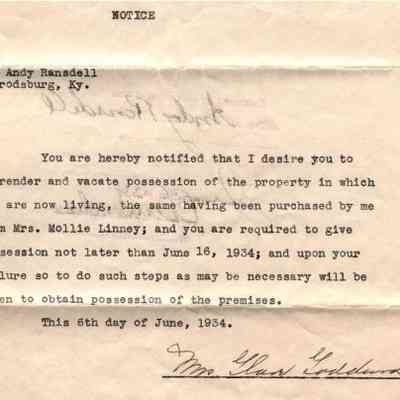 NOTICE
Andy Ransdell
rodsburg, Ky.
Andy Ransdell
You are hereby notified that I desire you to
render and vacate possession of the property in which
are now living, the same having been purchased by me
m Mrs. Mollie Linney; and you are required to give
session not later than June 16, 1934; and upon your
lure so to do such steps as may be necessary will be
en to obtain possession of the premises.
This 6th day of June, 1934.
Mrs